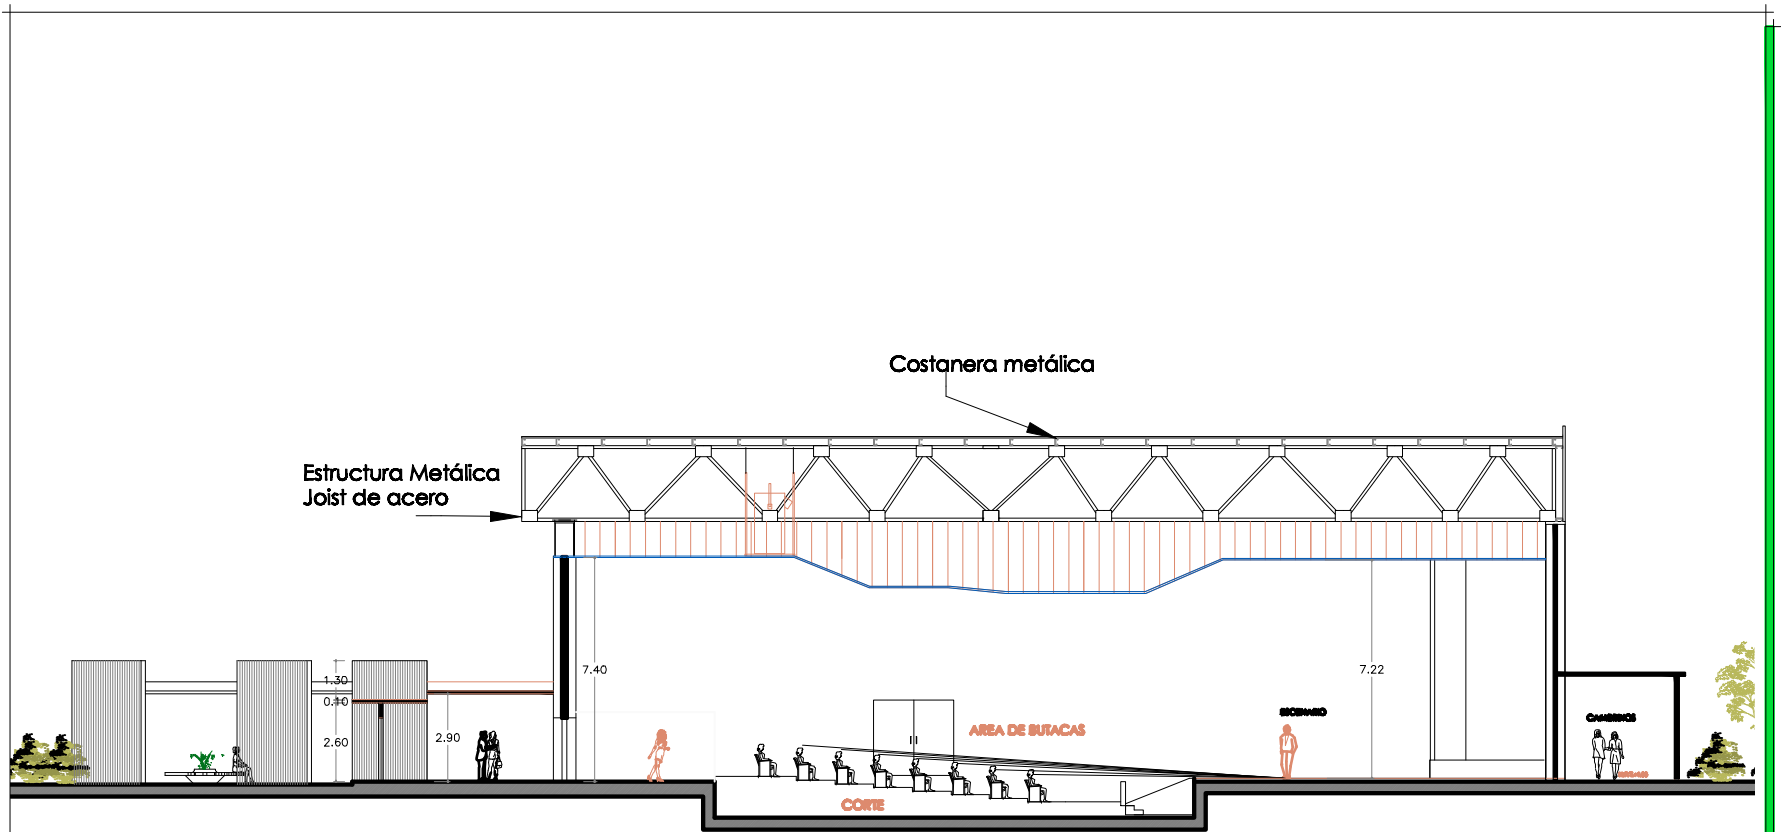 Costanera metálica
Estructura Metálica
Joist de acero
7.40
7.22
1.30
0.10
2.60
2.90
ESCENARIO
CAMERINOS
AREA DE BUTACAS
CORTE